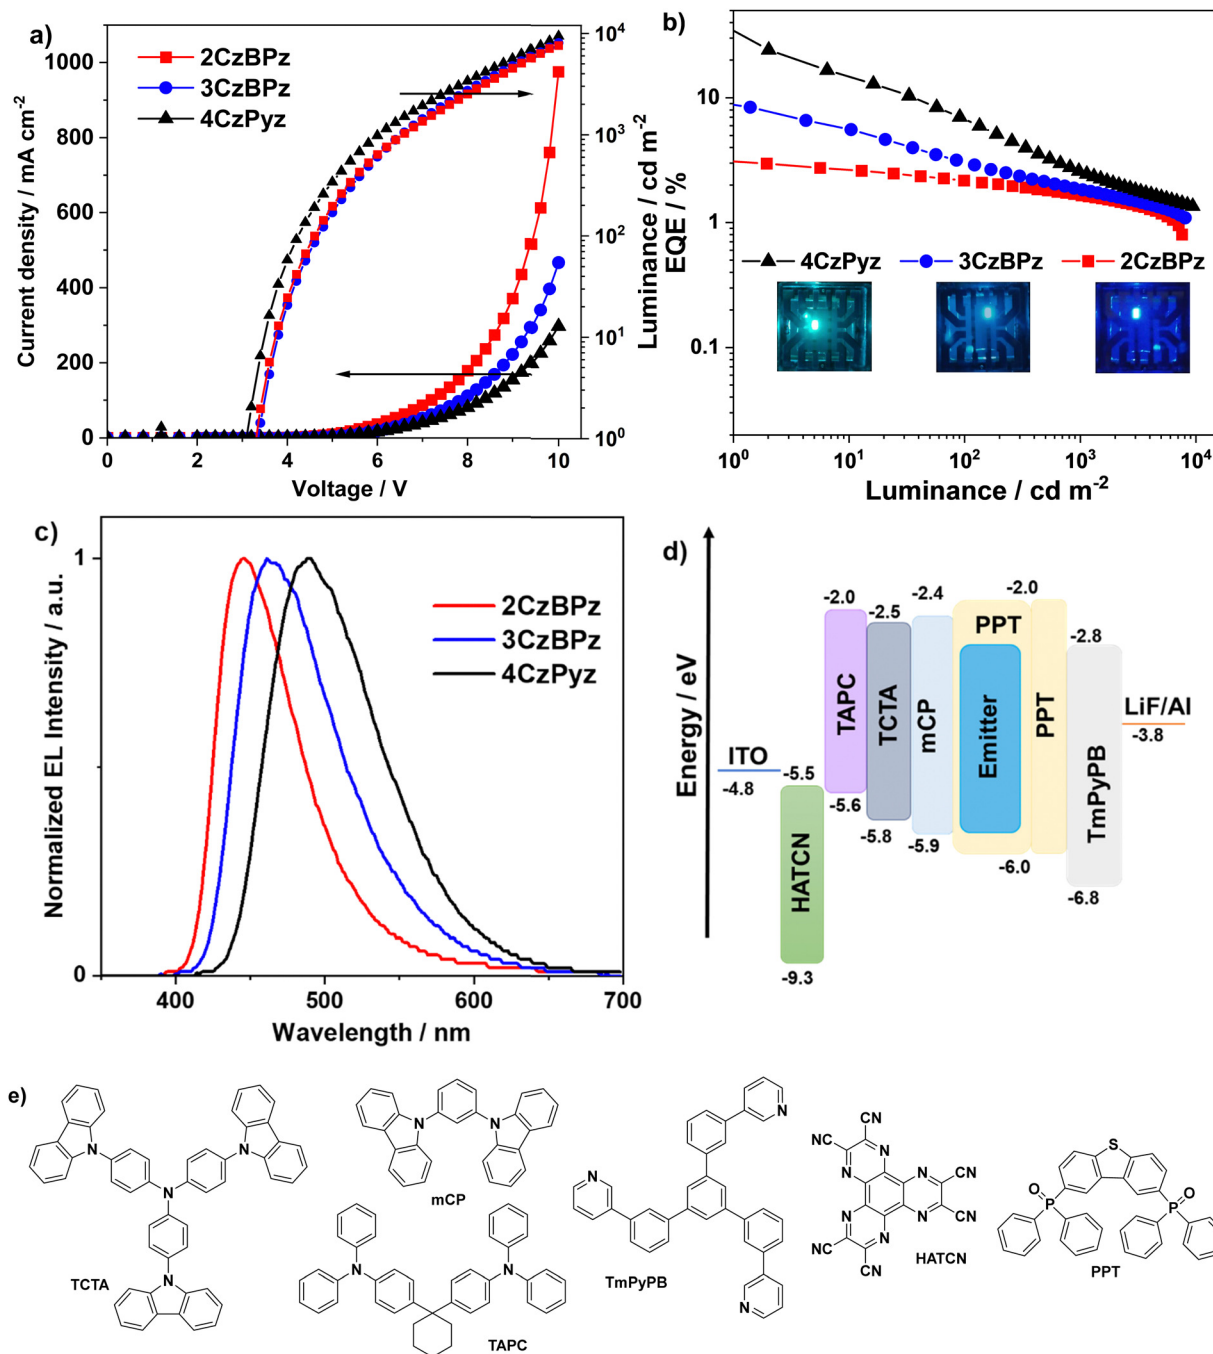 a)
2CzBPz
3CzBPz
4CzPyz
Current density / mA cm-2
1000
800
600
400
200
0
0 2 4 6 8 10
Voltage / V
10^4
10^3
10^2
10^1
10^0
Luminance / cd m-2
b)
EQE / %
10
1
0.1
4CzPyz 3CzBPz 2CzBPz
10^0 10^1 10^2 10^3 10^4
Luminance / cd m-2
c)
Normalized EL Intensity / a.u.
1
0
2CzBPz
3CzBPz
4CzPyz
400 500 600 700
Wavelength / nm
d)
Energy / eV
ITO
-4.8
-5.5
HATCN
-9.3
-2.0
TAPC
-5.6
-2.5
TCTA
-5.8
-2.4
mCP
-5.9
PPT
Emitter
-2.0
PPT
-6.0
-2.8
TmPyPB
-6.8
LiF/Al
-3.8
e)
N
N
N
N
TCTA
N
N
mCP
N
N
TAPC
N
N
N
TmPyPB
CN
CN
N
N
N
N
N
N
CN
CN
CN
CN
HATCN
S
O
P
P
O
PPT